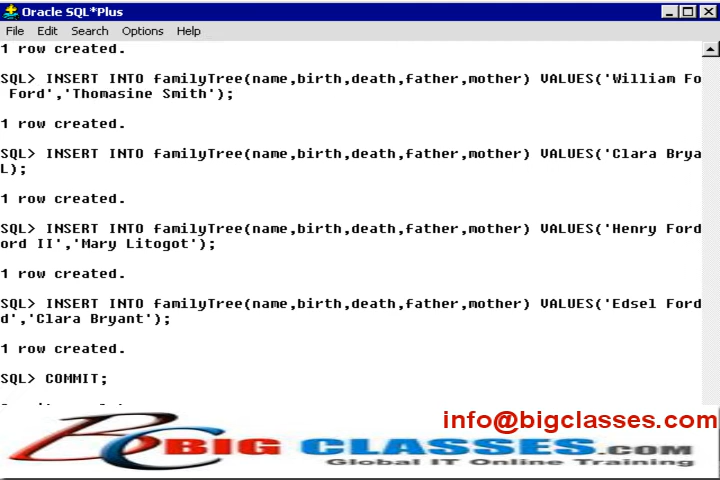 Oracle SQL*Plus
File Edit Search Options Help
1 row created.
SQL> INSERT INTO familyTree(name,birth,death,father,mother) VALUES('William Fo
Ford','Thomasine Smith');
1 row created.
SQL> INSERT INTO familyTree(name,birth,death,father,mother) VALUES('Clara Brya
L);
1 row created.
SQL> INSERT INTO familyTree(name,birth,death,father,mother) VALUES('Henry Ford
ord II','Mary Litogot');
1 row created.
SQL> INSERT INTO familyTree(name,birth,death,father,mother) VALUES('Edsel Ford
d','Clara Bryant');
1 row created.
SQL> COMMIT;
info@bigclasses.com
BC BIG CLASSES.COM
Global IT Online Training